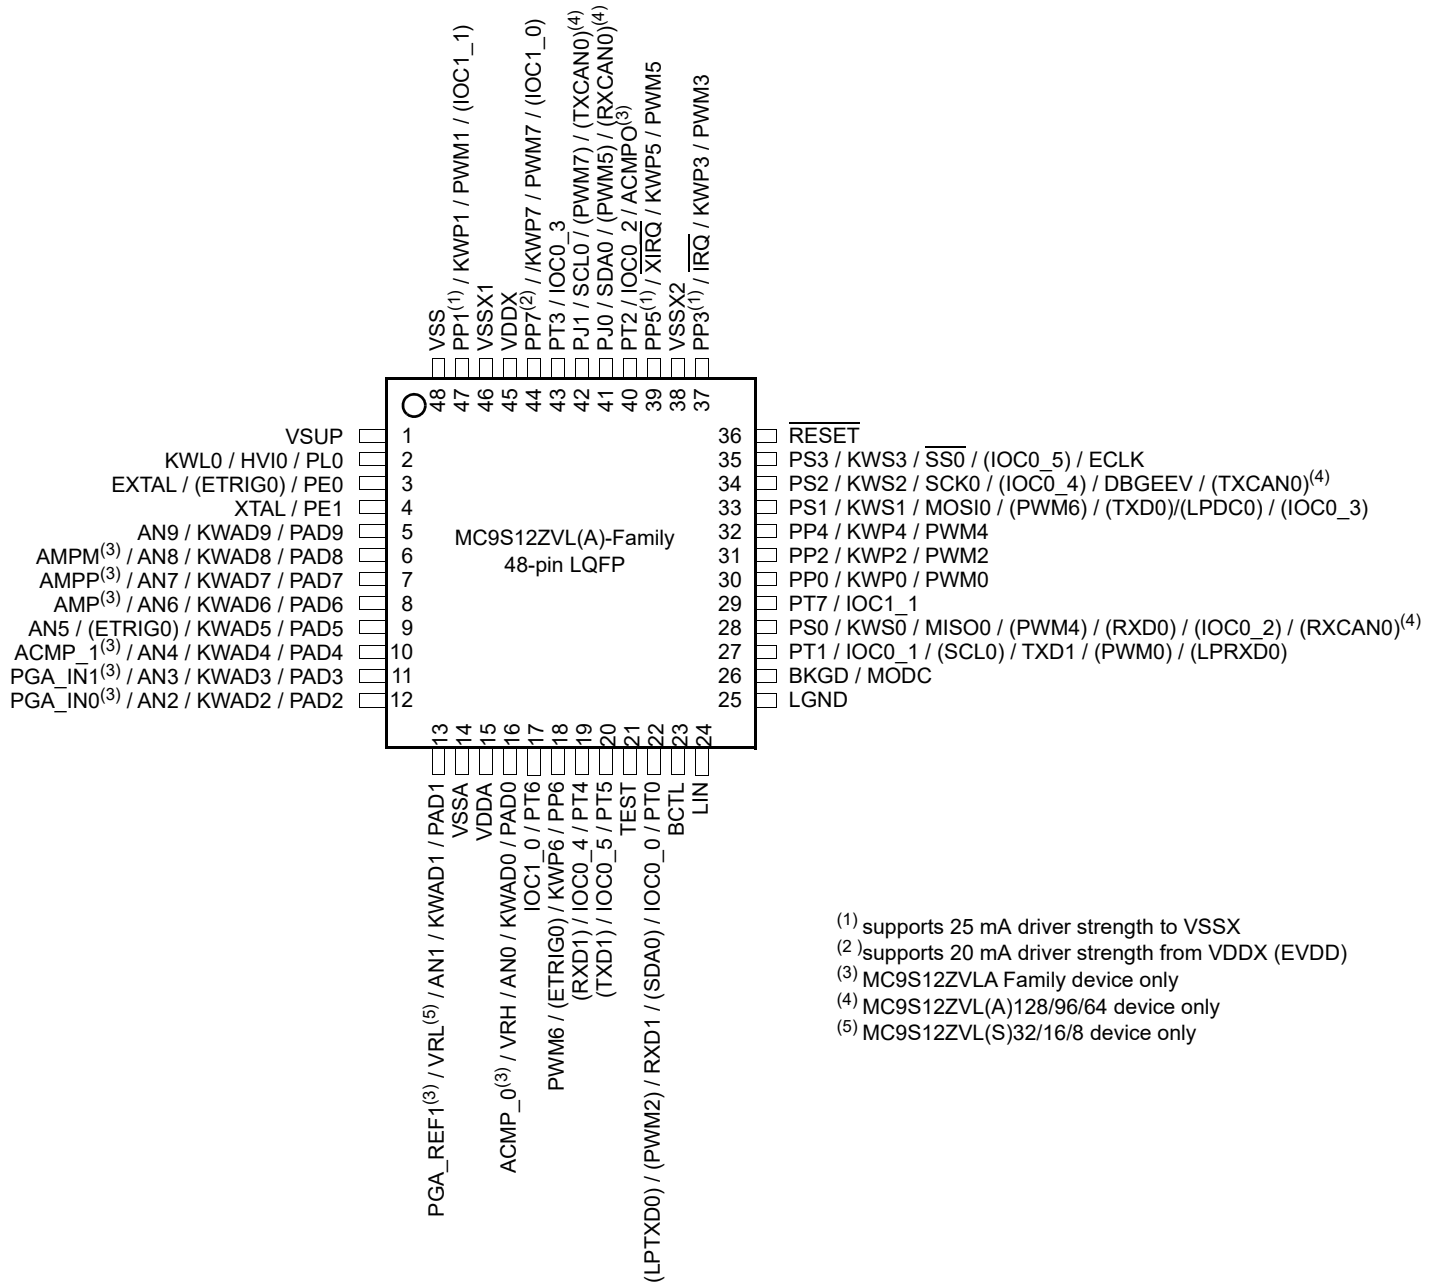 VSS
PP1(1) / KWP1 / PWM1 / (IOC1_1)
VSSX1
VDDX
PP7(2) / /KWP7 / PWM7 / (IOC1_0)
PT3 / IOC0_3
PJ1 / SCL0 / (PWM7) / (TXCAN0)(4)
PJ0 / SDA0 / (PWM5) / (RXCAN0)(4)
PT2 / IOC0_2 / ACMPO(3)
PP5(1) / XIRQ / KWP5 / PWM5
VSSX2
PP3(1) / IRQ / KWP3 / PWM3
48
47
46
45
44
43
42
41
40
39
38
37
VSUP 1
KWL0 / HVI0 / PL0 2
EXTAL / (ETRIG0) / PE0 3
XTAL / PE1 4
AN9 / KWAD9 / PAD9 5
AMPM(3) / AN8 / KWAD8 / PAD8 6
AMPP(3) / AN7 / KWAD7 / PAD7 7
AMP(3) / AN6 / KWAD6 / PAD6 8
AN5 / (ETRIG0) / KWAD5 / PAD5 9
ACMP_1(3) / AN4 / KWAD4 / PAD4 10
PGA_IN1(3) / AN3 / KWAD3 / PAD3 11
PGA_IN0(3) / AN2 / KWAD2 / PAD2 12
MC9S12ZVL(A)-Family
48-pin LQFP
36 RESET
35 PS3 / KWS3 / SS0 / (IOC0_5) / ECLK
34 PS2 / KWS2 / SCK0 / (IOC0_4) / DBGEEV / (TXCAN0)(4)
33 PS1 / KWS1 / MOSI0 / (PWM6) / (TXD0)/(LPDC0) / (IOC0_3)
32 PP4 / KWP4 / PWM4
31 PP2 / KWP2 / PWM2
30 PP0 / KWP0 / PWM0
29 PT7 / IOC1_1
28 PS0 / KWS0 / MISO0 / (PWM4) / (RXD0) / (IOC0_2) / (RXCAN0)(4)
27 PT1 / IOC0_1 / (SCL0) / TXD1 / (PWM0) / (LPRXD0)
26 BKGD / MODC
25 LGND
13
14
15
16
17
18
19
20
21
22
23
24
PGA_REF1(3) / VRL(5) / AN1 / KWAD1 / PAD1
VSSA
VDDA
ACMP_0(3) / VRH / AN0 / KWAD0 / PAD0
IOC1_0 / PT6
PWM6 / (ETRIG0) / KWP6 / PP6
(RXD1) / IOC0_4 / PT4
(TXD1) / IOC0_5 / PT5
TEST
(LPTXD0) / (PWM2) / RXD1 / (SDA0) / IOC0_0 / PT0
BCTL
LIN
(1) supports 25 mA driver strength to VSSX
(2 )supports 20 mA driver strength from VDDX (EVDD)
(3) MC9S12ZVLA Family device only
(4) MC9S12ZVL(A)128/96/64 device only
(5) MC9S12ZVL(S)32/16/8 device only